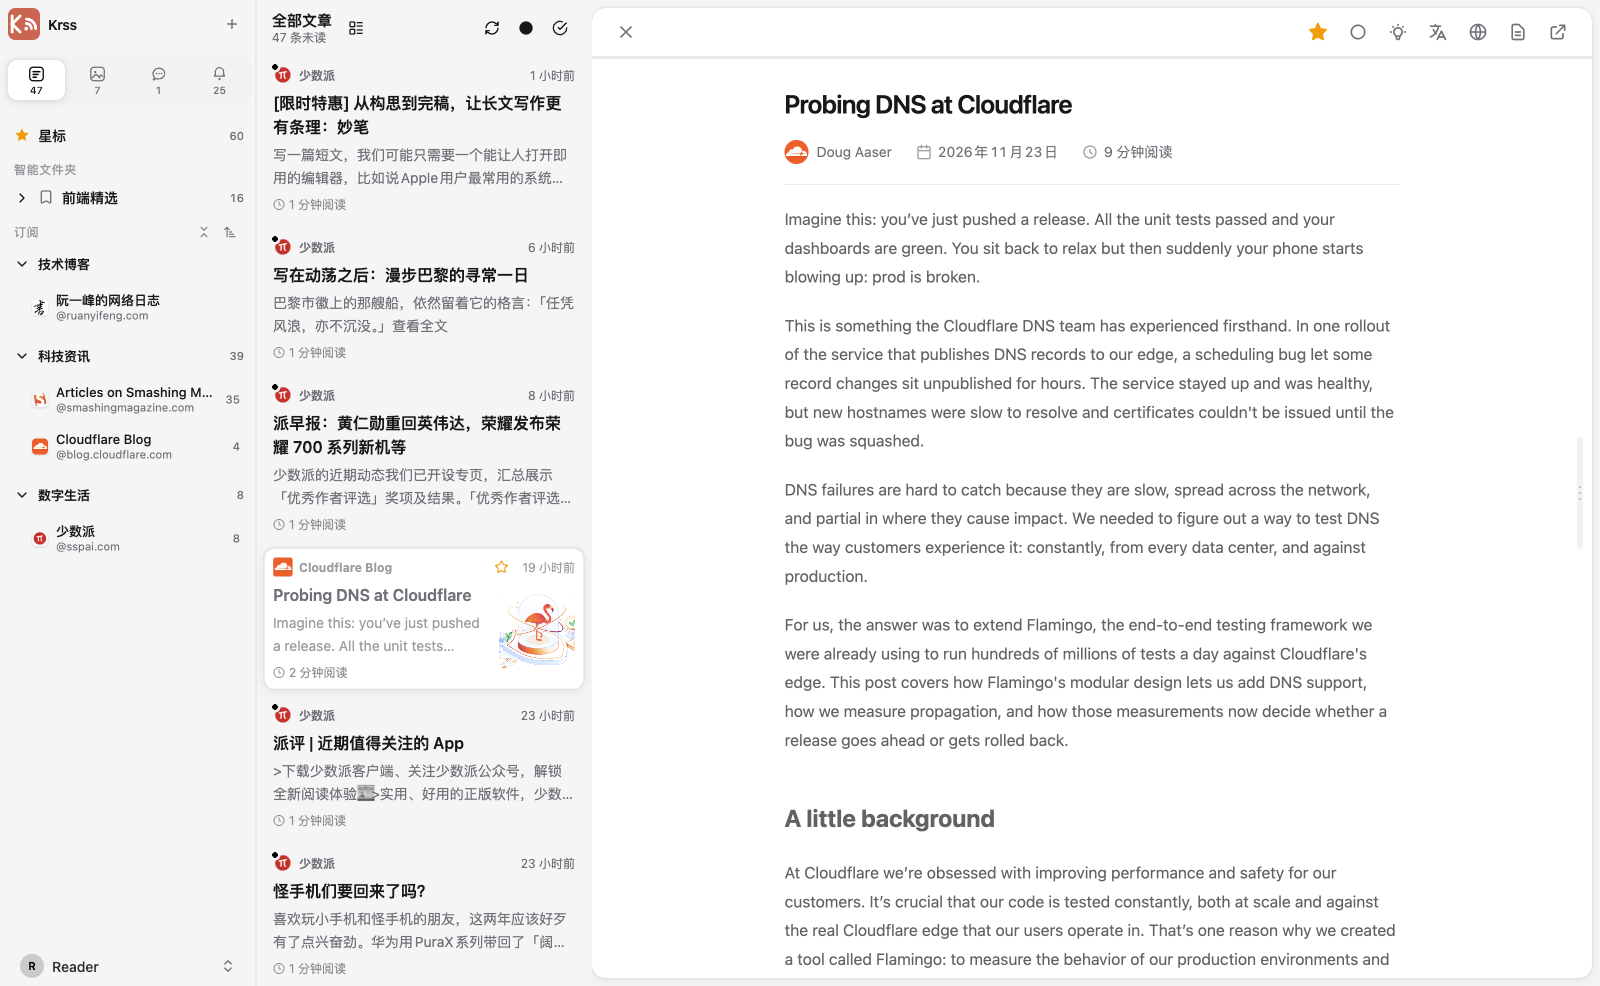 Krss
47
7
1
25
星标
60
智能文件夹
前端精选
16
订阅
技术博客
阮一峰的网络日志
@ruanyifeng.com
科技资讯
39
Articles on Smashing M...
@smashingmagazine.com
35
Cloudflare Blog
@blog.cloudflare.com
4
数字生活
8
少数派
@sspai.com
8
R
Reader
全部文章
47 条未读
少数派
1 小时前
[限时特惠] 从构思到完稿，让长文写作更
有条理：妙笔
写一篇短文，我们可能只需要一个能让人打开即
用的编辑器，比如说 Apple 用户最常用的系统...
1 分钟阅读
少数派
6 小时前
写在动荡之后：漫步巴黎的寻常一日
巴黎市徽上的那艘船，依然留着它的格言：「任凭
风浪，亦不沉没。」查看全文
1 分钟阅读
少数派
8 小时前
派早报：黄仁勋重回英伟达，荣耀发布荣
耀 700 系列新机等
少数派的近期动态我们已开设专页，汇总展示
「优秀作者评选」奖项及结果。「优秀作者评选...
1 分钟阅读
Cloudflare Blog
19 小时前
Probing DNS at Cloudflare
Imagine this: you’ve just pushed
a release. All the unit tests...
2 分钟阅读
少数派
23 小时前
派评 | 近期值得关注的 App
>下载少数派客户端、关注少数派公众号，解锁
全新阅读体验>实用、好用的正版软件，少数...
1 分钟阅读
少数派
23 小时前
怪手机们要回来了吗？
喜欢玩小手机和怪手机的朋友，这两年应该好歹
有了点兴奋劲。华为用 PuraX 系列带回了「阔...
1 分钟阅读
Probing DNS at Cloudflare
Doug Aaser
2026年11月23日
9 分钟阅读
Imagine this: you’ve just pushed a release. All the unit tests passed and your
dashboards are green. You sit back to relax but then suddenly your phone starts
blowing up: prod is broken.
This is something the Cloudflare DNS team has experienced firsthand. In one rollout
of the service that publishes DNS records to our edge, a scheduling bug let some
record changes sit unpublished for hours. The service stayed up and was healthy,
but new hostnames were slow to resolve and certificates couldn't be issued until the
bug was squashed.
DNS failures are hard to catch because they are slow, spread across the network,
and partial in where they cause impact. We needed to figure out a way to test DNS
the way customers experience it: constantly, from every data center, and against
production.
For us, the answer was to extend Flamingo, the end-to-end testing framework we
were already using to run hundreds of millions of tests a day against Cloudflare's
edge. This post covers how Flamingo's modular design lets us add DNS support,
how we measure propagation, and how those measurements now decide whether a
release goes ahead or gets rolled back.
A little background
At Cloudflare we’re obsessed with improving performance and safety for our
customers. It’s crucial that our code is tested constantly, both at scale and against
the real Cloudflare edge that our users operate in. That’s one reason why we created
a tool called Flamingo: to measure the behavior of our production environments and